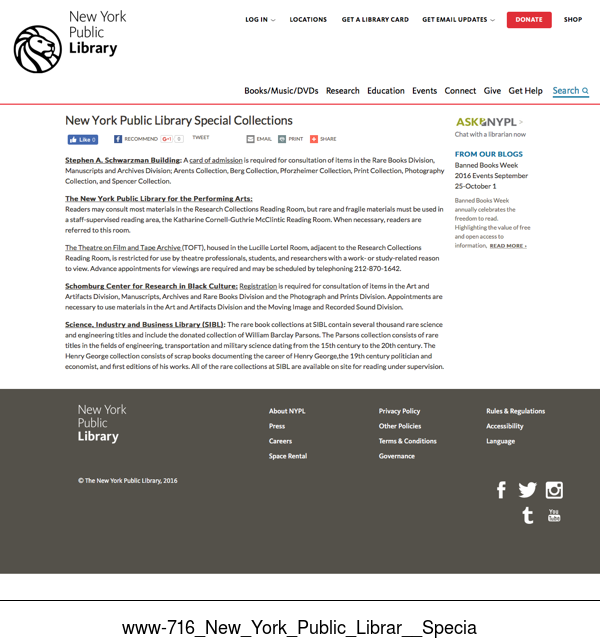 New York
Public
Library
LOG IN
LOCATIONS
GET A LIBRARY CARD
GET EMAIL UPDATES
DONATE
SHOP
Books/Music/DVDs Research Education Events Connect Give Get Help Search
New York Public Library Special Collections
Like 0
RECOMMEND
G+1 0
TWEET
EMAIL
PRINT
SHARE
Stephen A. Schwarzman Building: A card of admission is required for consultation of items in the Rare Books Division,
Manuscripts and Archives Division; Arents Collection, Berg Collection, Pforzheimer Collection, Print Collection, Photography
Collection, and Spencer Collection.
The New York Public Library for the Performing Arts:
Readers may consult most materials in the Research Collections Reading Room, but rare and fragile materials must be used in
a staff-supervised reading area, the Katharine Cornell-Guthrie McClintic Reading Room. When necessary, readers are
referred to this room.
The Theatre on Film and Tape Archive (TOFT), housed in the Lucille Lortel Room, adjacent to the Research Collections
Reading Room, is restricted for use by theatre professionals, students, and researchers with a work- or study-related reason
to view. Advance appointments for viewings are required and may be scheduled by telephoning 212-870-1642.
Schomburg Center for Research in Black Culture: Registration is required for consultation of items in the Art and
Artifacts Division, Manuscripts, Archives and Rare Books Division and the Photograph and Prints Division. Appointments are
necessary to use materials in the Art and Artifacts Division and the Moving Image and Recorded Sound Division.
Science, Industry and Business Library (SIBL): The rare book collections at SIBL contain several thousand rare science
and engineering titles and include the donated collection of William Barclay Parsons. The Parsons collection consists of rare
titles in the fields of engineering, transportation and military science dating from the 15th century to the 20th century. The
Henry George collection consists of scrap books documenting the career of Henry George,the 19th century politician and
economist, and first editions of his works. All of the rare collections at SIBL are available on site for reading under supervision.
ASK NYPL >
Chat with a librarian now
FROM OUR BLOGS
Banned Books Week
2016 Events September
25-October 1
Banned Books Week
annually celebrates the
freedom to read.
Highlighting the value of free
and open access to
information. READ MORE ›
New York
Public
Library
© The New York Public Library, 2016
About NYPL
Press
Careers
Space Rental
Privacy Policy
Other Policies
Terms & Conditions
Governance
Rules & Regulations
Accessibility
Language
You
Tube
www-716_New_York_Public_Librar__Specia